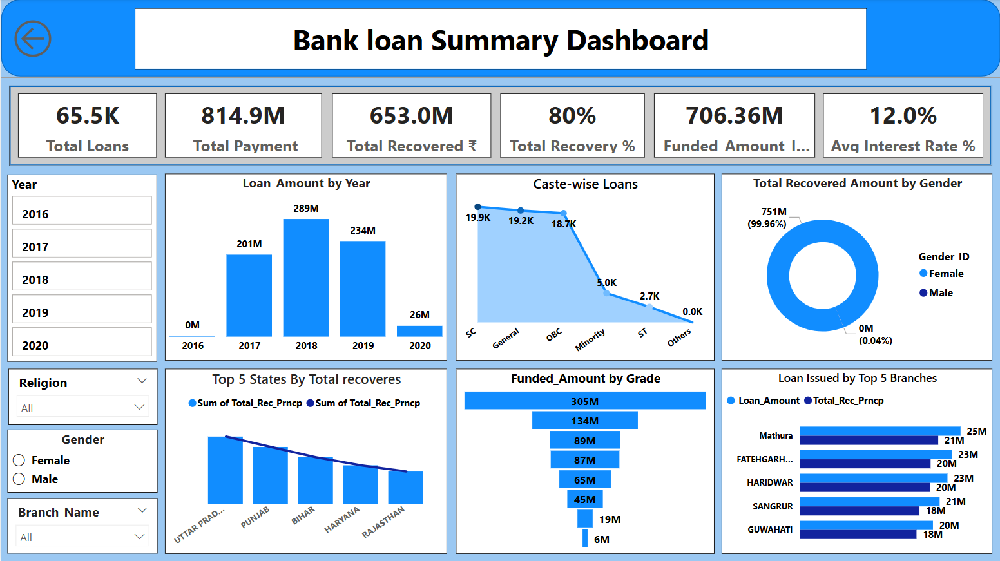 Bank loan Summary Dashboard
65.5K
Total Loans
814.9M
Total Payment
653.0M
Total Recovered ₹
80%
Total Recovery %
706.36M
Funded_Amount_I...
12.0%
Avg Interest Rate %
Year
2016
2017
2018
2019
2020
Loan_Amount by Year
0M
201M
289M
234M
26M
2016
2017
2018
2019
2020
Caste-wise Loans
19.9K
19.2K
18.7K
5.0K
2.7K
0.0K
SC
General
OBC
Minority
ST
Others
Total Recovered Amount by Gender
751M
(99.96%)
0M
(0.04%)
Gender_ID
Female
Male
Religion
All
Gender
Female
Male
Branch_Name
All
Top 5 States By Total recoveres
Sum of Total_Rec_Prncp Sum of Total_Rec_Prncp
UTTAR PRAD...
PUNJAB
BIHAR
HARYANA
RAJASTHAN
Funded_Amount by Grade
305M
134M
89M
87M
65M
45M
19M
6M
Loan Issued by Top 5 Branches
Loan_Amount Total_Rec_Prncp
Mathura
25M
21M
FATEHGARH...
23M
20M
HARIDWAR
23M
20M
SANGRUR
21M
18M
GUWAHATI
20M
18M